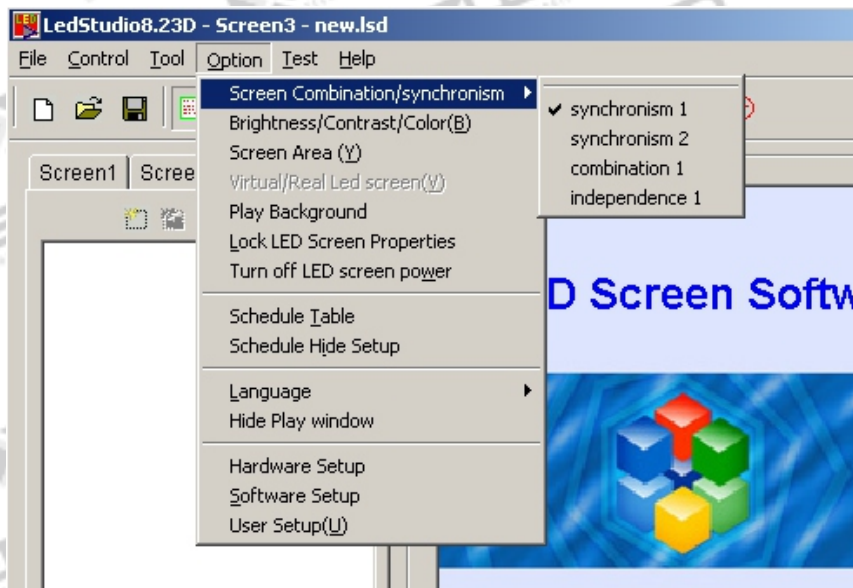 LedStudio8.23D - Screen3 - new.lsd
File Control Tool Option Test Help
Screen1
Screen Combination/synchronism
Brightness/Contrast/Color(B)
Screen Area (Y)
Virtual/Real Led screen(V)
Play Background
Lock LED Screen Properties
Turn off LED screen power
Schedule Table
Schedule Hide Setup
Language
Hide Play window
Hardware Setup
Software Setup
User Setup(U)
synchronism 1
synchronism 2
combination 1
independence 1
D Screen Softw